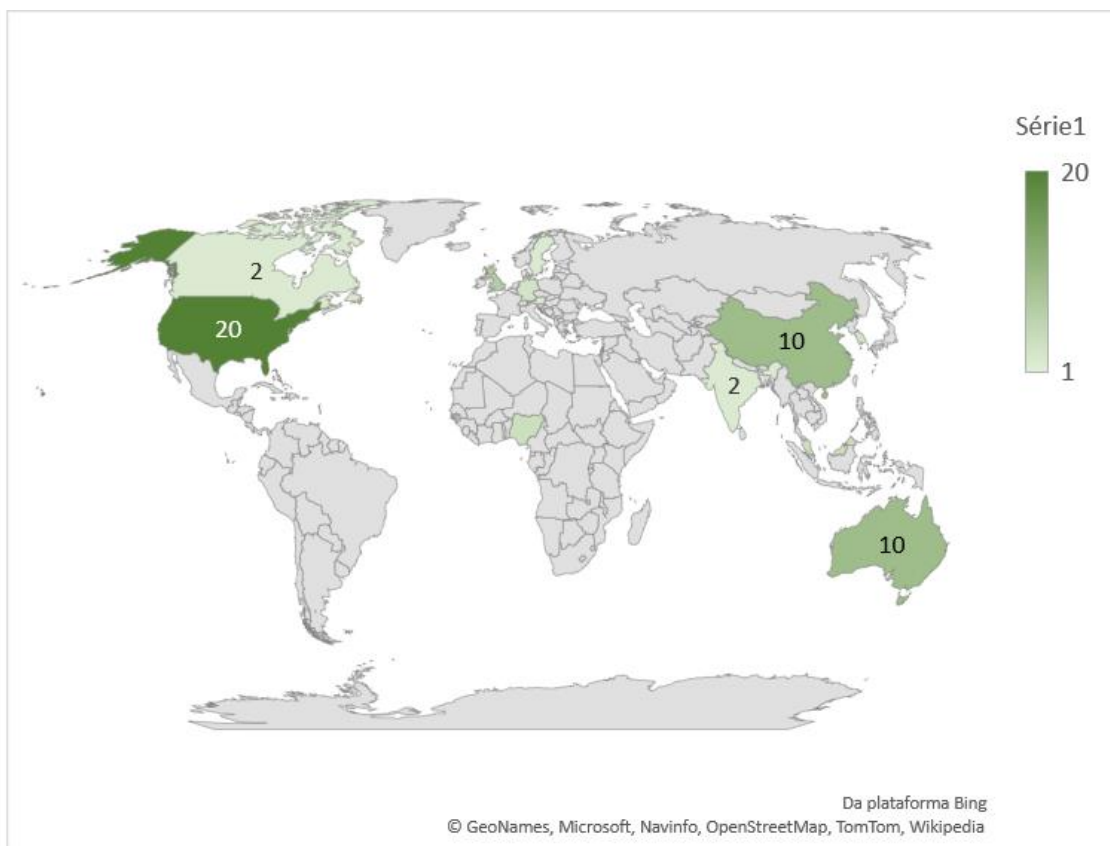 Série1
20
1
2
20
10
2
10
Da plataforma Bing
© GeoNames, Microsoft, Navinfo, OpenStreetMap, TomTom, Wikipedia